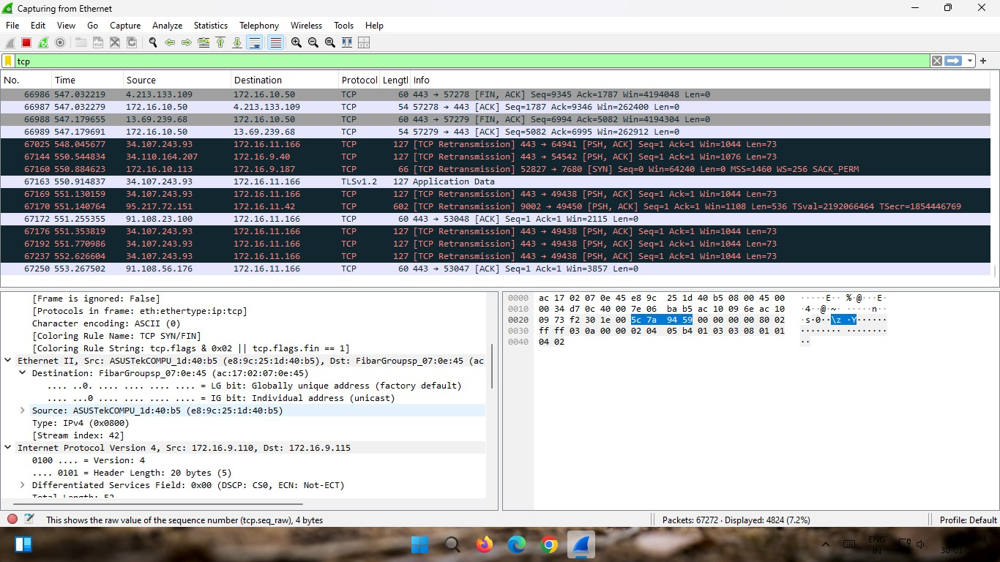 Capturing from Ethernet
File Edit View Go Capture Analyze Statistics Telephony Wireless Tools Help
tcp
No. Time Source Destination Protocol Lengtl Info
66986 547.032219 4.213.133.109 172.16.10.50 TCP 60 443 → 57278 [FIN, ACK] Seq=9345 Ack=1787 Win=4194048 Len=0
66987 547.032279 172.16.10.50 4.213.133.109 TCP 54 57278 → 443 [ACK] Seq=1787 Ack=9346 Win=262400 Len=0
66988 547.179655 13.69.239.68 172.16.10.50 TCP 60 443 → 57279 [FIN, ACK] Seq=6994 Ack=5082 Win=4194304 Len=0
66989 547.179691 172.16.10.50 13.69.239.68 TCP 54 57279 → 443 [ACK] Seq=5082 Ack=6995 Win=262912 Len=0
67025 548.045677 34.107.243.93 172.16.11.166 TCP 127 [TCP Retransmission] 443 → 64941 [PSH, ACK] Seq=1 Ack=1 Win=1044 Len=73
67144 550.544834 34.110.164.207 172.16.9.40 TCP 127 [TCP Retransmission] 443 → 54542 [PSH, ACK] Seq=1 Ack=1 Win=1076 Len=73
67160 550.884623 172.16.10.113 172.16.9.187 TCP 66 [TCP Retransmission] 52827 → 7680 [SYN] Seq=0 Win=64240 Len=0 MSS=1460 WS=256 SACK_PERM
67163 550.914837 34.107.243.93 172.16.11.166 TLSv1.2 127 Application Data
67169 551.130159 34.107.243.93 172.16.11.166 TCP 127 [TCP Retransmission] 443 → 49438 [PSH, ACK] Seq=1 Ack=1 Win=1044 Len=73
67170 551.140764 95.217.72.151 172.16.11.42 TCP 602 [TCP Retransmission] 9002 → 49450 [PSH, ACK] Seq=1 Ack=1 Win=1108 Len=536 TSval=2192066464 TSecr=1854446769
67172 551.255355 91.108.23.100 172.16.11.166 TCP 60 443 → 53048 [ACK] Seq=1 Ack=1 Win=2115 Len=0
67176 551.353819 34.107.243.93 172.16.11.166 TCP 127 [TCP Retransmission] 443 → 49438 [PSH, ACK] Seq=1 Ack=1 Win=1044 Len=73
67192 551.770986 34.107.243.93 172.16.11.166 TCP 127 [TCP Retransmission] 443 → 49438 [PSH, ACK] Seq=1 Ack=1 Win=1044 Len=73
67237 552.626604 34.107.243.93 172.16.11.166 TCP 127 [TCP Retransmission] 443 → 49438 [PSH, ACK] Seq=1 Ack=1 Win=1044 Len=73
67250 553.267502 91.108.56.176 172.16.11.166 TCP 60 443 → 53047 [ACK] Seq=1 Ack=1 Win=3857 Len=0
[Frame is ignored: False]
[Protocols in frame: eth:ethertype:ip:tcp]
Character encoding: ASCII (0)
[Coloring Rule Name: TCP SYN/FIN]
[Coloring Rule String: tcp.flags & 0x02 || tcp.flags.fin == 1]
Ethernet II, Src: ASUSTekCOMPU_1d:40:b5 (e8:9c:25:1d:40:b5), Dst: FibarGroupsp_07:0e:45 (ac
Destination: FibarGroupsp_07:0e:45 (ac:17:02:07:0e:45)
.... ..0. .... .... .... .... = LG bit: Globally unique address (factory default)
.... ...0 .... .... .... .... = IG bit: Individual address (unicast)
Source: ASUSTekCOMPU_1d:40:b5 (e8:9c:25:1d:40:b5)
Type: IPv4 (0x0800)
[Stream index: 42]
Internet Protocol Version 4, Src: 172.16.9.110, Dst: 172.16.9.115
0100 .... = Version: 4
.... 0101 = Header Length: 20 bytes (5)
Differentiated Services Field: 0x00 (DSCP: CS0, ECN: Not-ECT)
Total Length: 52
0000 ac 17 02 07 0e 45 e8 9c 25 1d 40 b5 08 00 45 00 ·····E·· %·@···E·
0010 00 34 d7 0c 40 00 7e 06 ba b5 ac 10 09 6e ac 10 ·4··@·~· ·····n··
0020 09 73 f2 30 1e 00 5c 7a 94 59 00 00 00 00 80 02 ·s·0··\z ·Y······
0030 ff ff 03 0a 00 00 02 04 05 b4 01 03 03 08 01 01 ········ ········
0040 04 02 ··
This shows the raw value of the sequence number (tcp.seq_raw), 4 bytes
Packets: 67272 · Displayed: 4824 (7.2%)
Profile: Default
ENG
IN